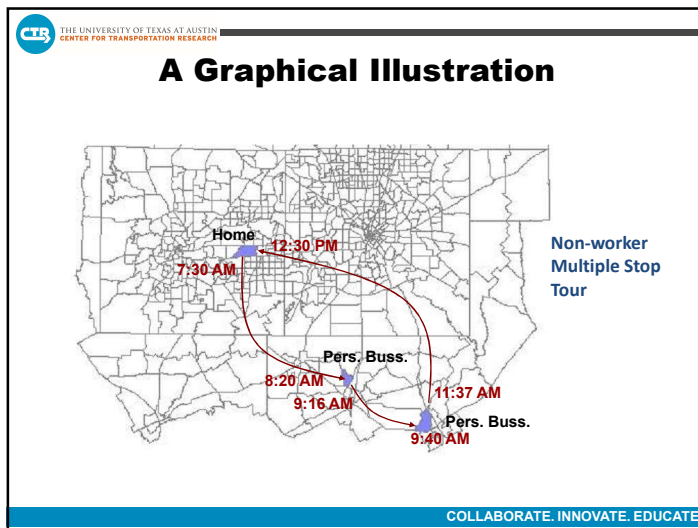 CTR
THE UNIVERSITY OF TEXAS AT AUSTIN
CENTER FOR TRANSPORTATION RESEARCH
A Graphical Illustration
Home
12:30 PM
7:30 AM
Non-worker
Multiple Stop
Tour
Pers. Buss.
8:20 AM
9:16 AM
11:37 AM
Pers. Buss.
9:40 AM
COLLABORATE. INNOVATE. EDUCATE